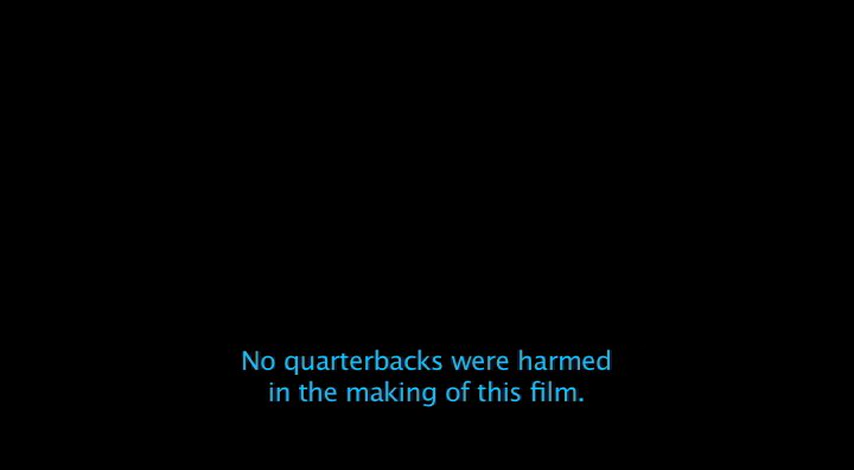 No quarterbacks were harmed
in the making of this film.